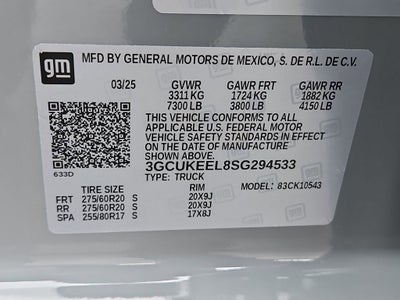 gm
MFD BY GENERAL MOTORS DE MEXICO, S. DE R.L. DE C.V.
03/25 GVWR GAWR FRT GAWR RR
3311 KG 1724 KG 1882 KG
7300 LB 3800 LB 4150 LB
THIS VEHICLE CONFORMS TO ALL
APPLICABLE U.S. FEDERAL MOTOR
VEHICLE SAFETY STANDARDS IN EFFECT
ON THE DATE OF MANUFACTURE
SHOWN ABOVE.
633D 3GCUKEEL8SG294533
TYPE: TRUCK MODEL: 83CK10543
TIRE SIZE RIM
FRT 275/60R20 S 20X9J
RR 275/60R20 S 20X9J
SPA 255/80R17 S 17X8J